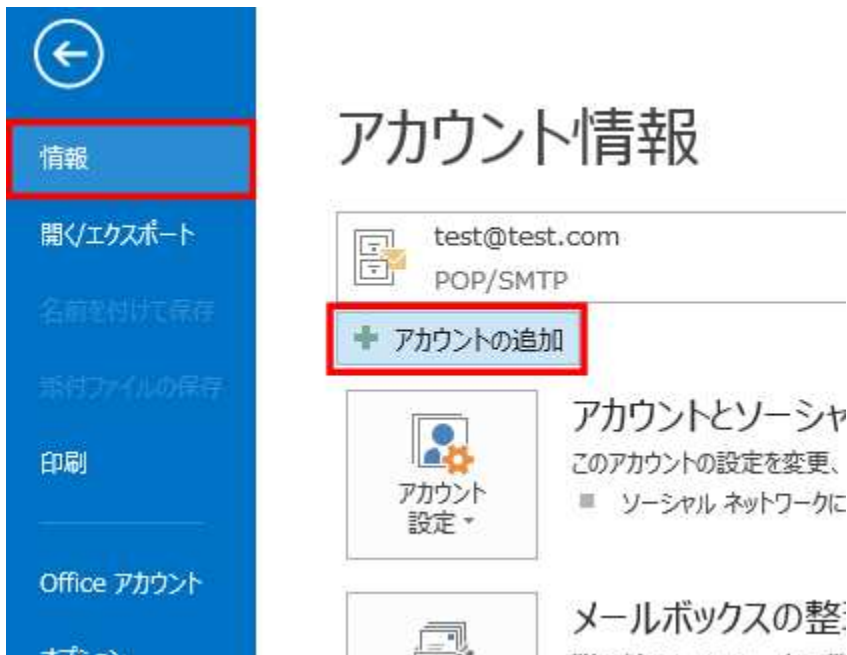 情報
開く/エクスポート
名前を付けて保存
添付ファイルの保存
印刷
Office アカウント
オプション
アカウント情報
test@test.com
POP/SMTP
アカウントの追加
アカウント
設定
アカウントとソーシャ
このアカウントの設定を変更、
ソーシャル ネットワークに
メールボックスの整